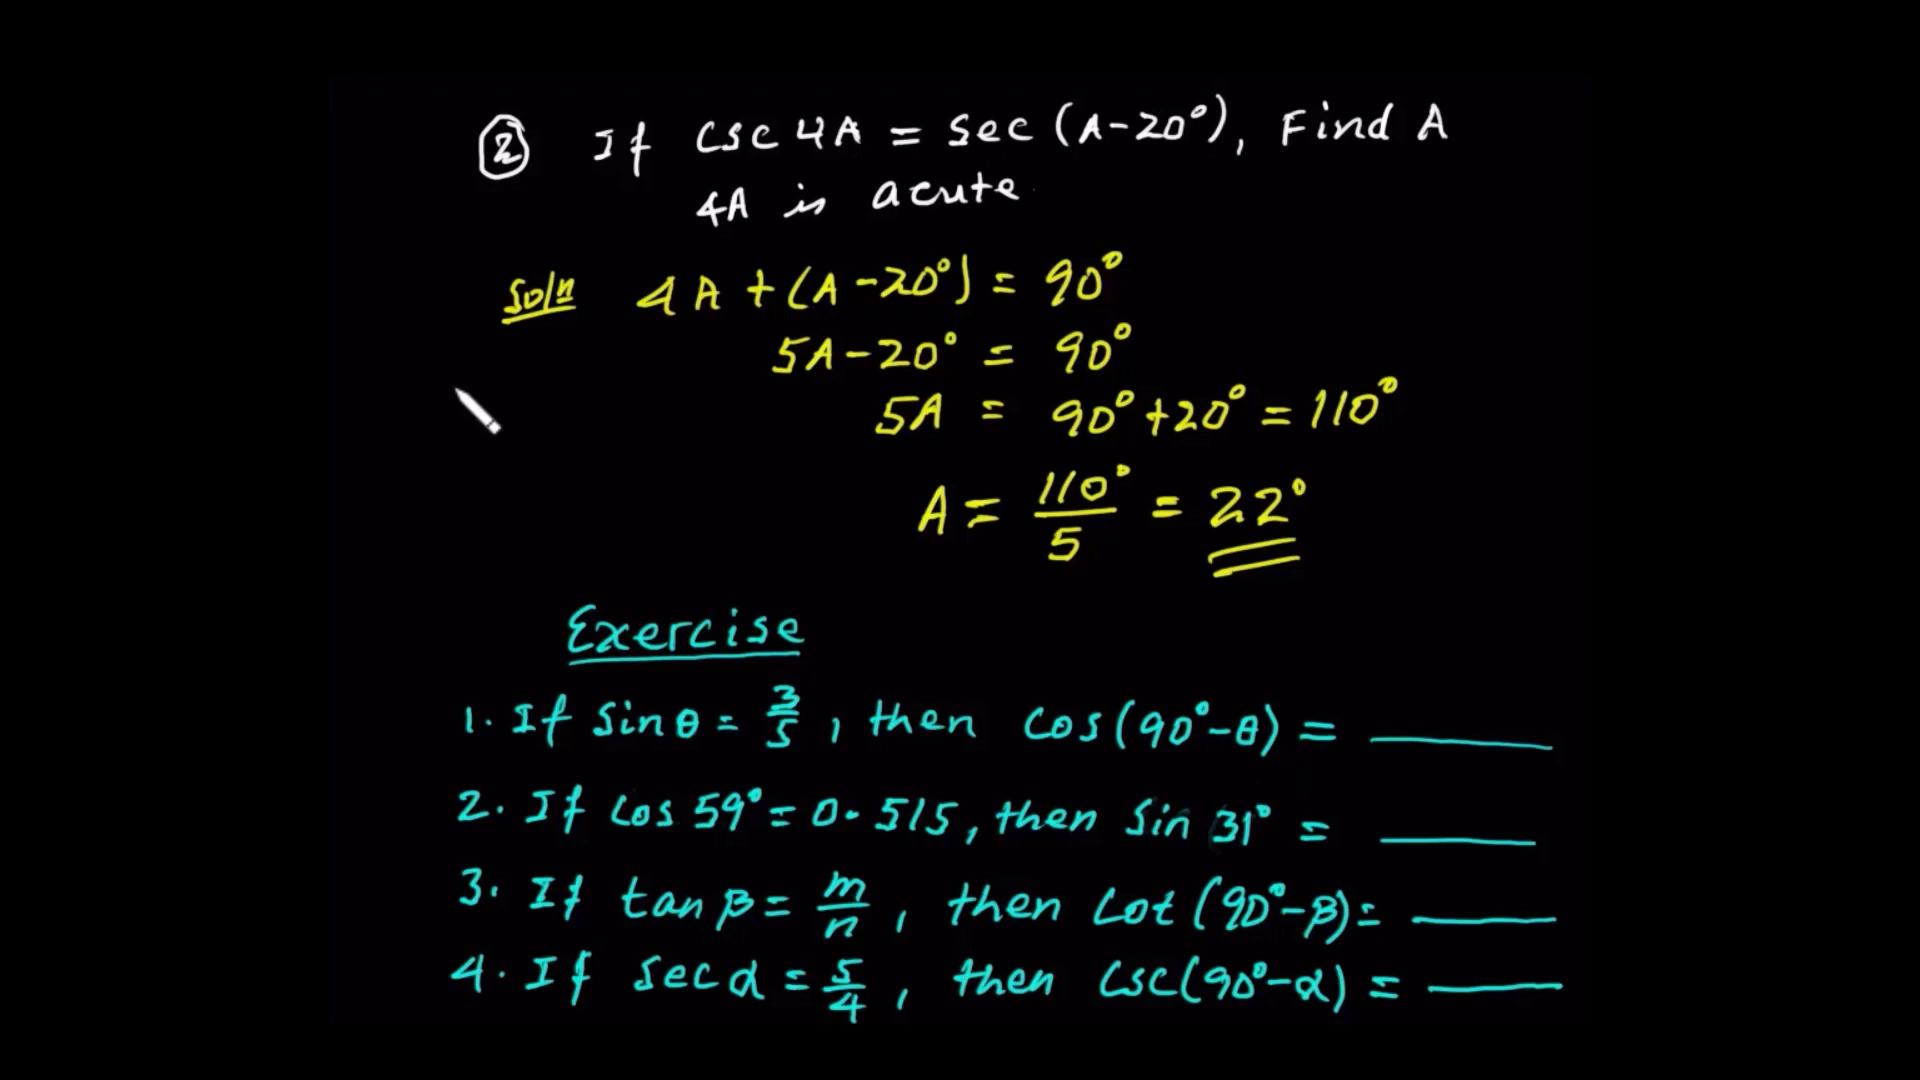 ② If csc 4A = sec (A-20°), Find A
4A is acute
Soln 4A + (A-20°) = 90°
5A-20° = 90°
5A = 90°+20° = 110°
A = 110°/5 = 22°
Exercise
1. If sin θ = 3/5, then cos(90°-θ) = ______
2. If cos 59° = 0.515, then sin 31° = ______
3. If tan β = m/n, then cot (90°-β) = ______
4. If sec α = 5/4, then csc(90°-α) = ______